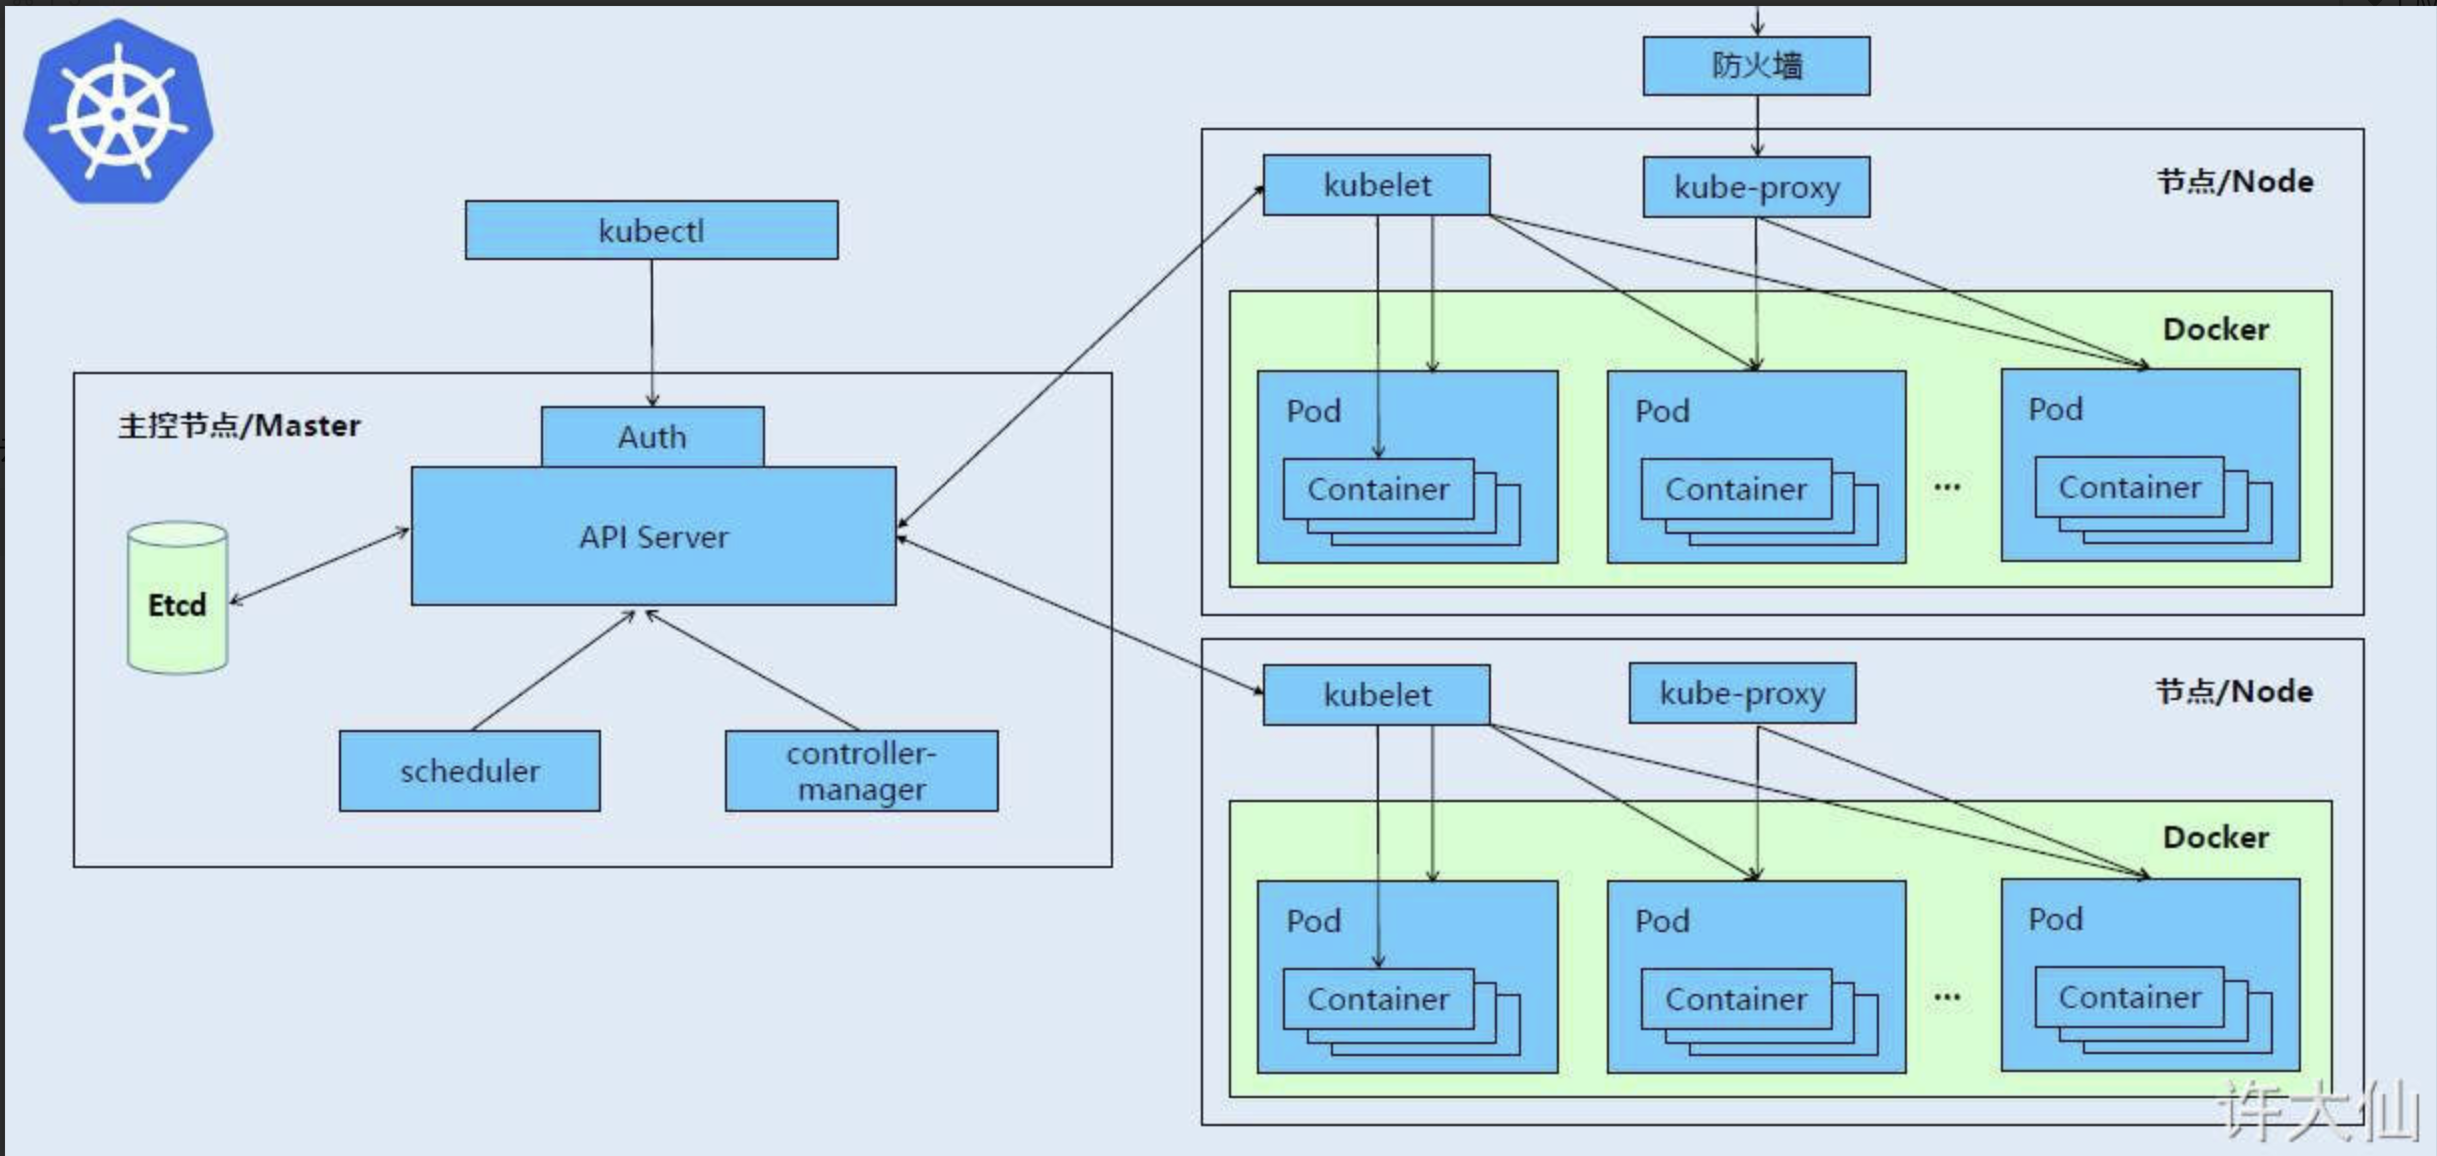 防火墙
kubelet
kube-proxy
节点/Node
kubectl
Docker
主控节点/Master
Auth
Pod
Pod
Pod
Container
Container
...
Container
API Server
Etcd
scheduler
controller-
manager
kubelet
kube-proxy
节点/Node
Docker
Pod
Pod
Pod
Container
Container
...
Container
许大仙